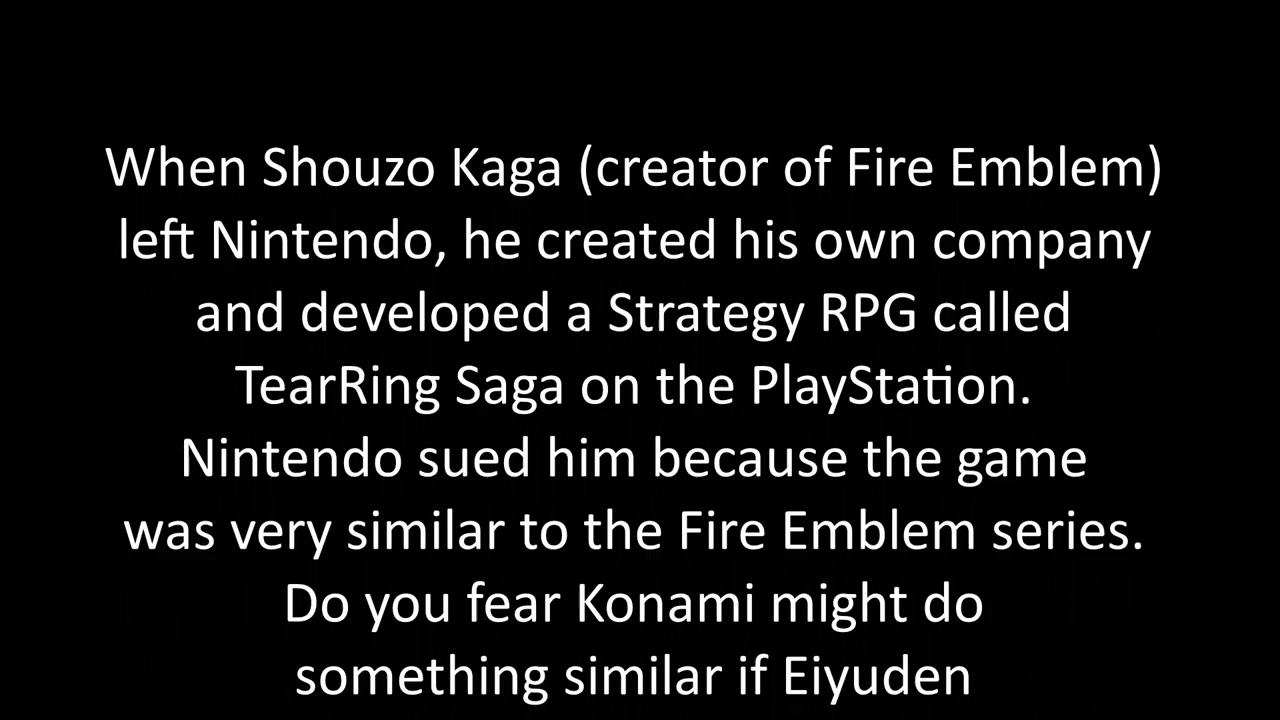 When Shouzo Kaga (creator of Fire Emblem)
left Nintendo, he created his own company
and developed a Strategy RPG called
TearRing Saga on the PlayStation.
Nintendo sued him because the game
was very similar to the Fire Emblem series.
Do you fear Konami might do
something similar if Eiyuden